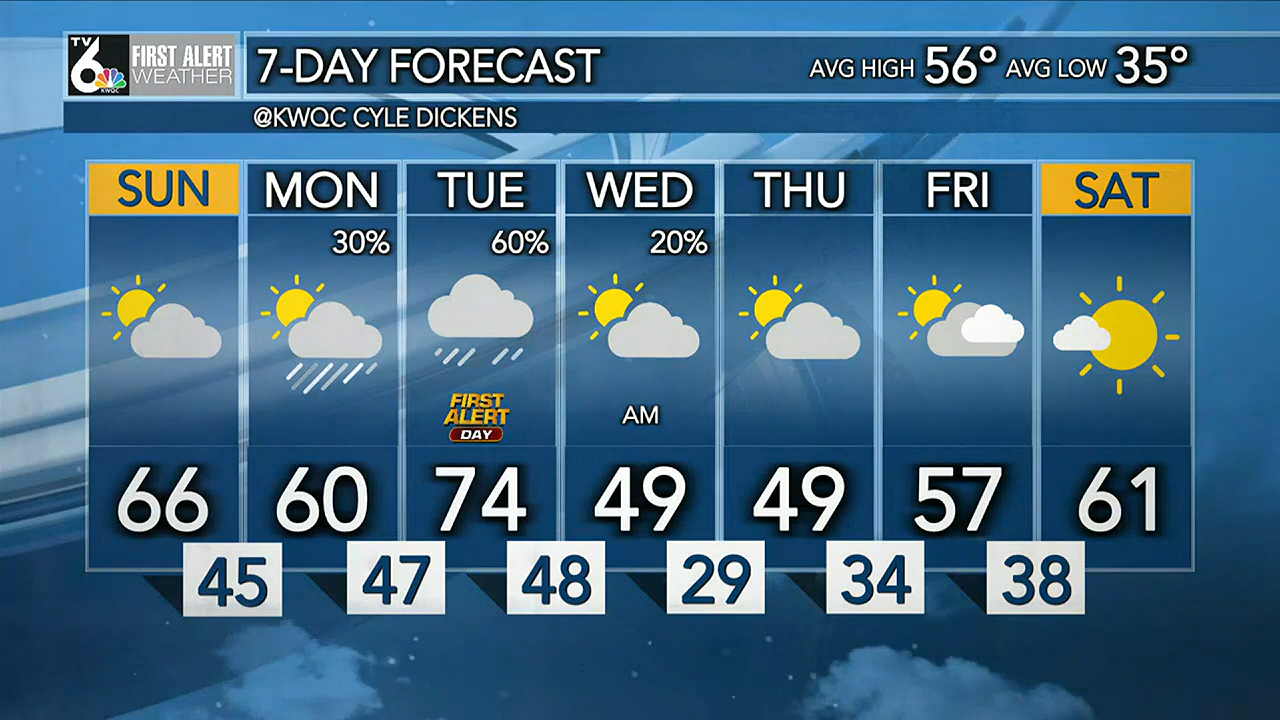 TV
6
KWQC
FIRST ALERT
WEATHER
7-DAY FORECAST
AVG HIGH 56° AVG LOW 35°
@KWQC CYLE DICKENS
SUN MON TUE WED THU FRI SAT
30% 60% 20%
FIRST
ALERT
DAY
AM
66 60 74 49 49 57 61
45 47 48 29 34 38